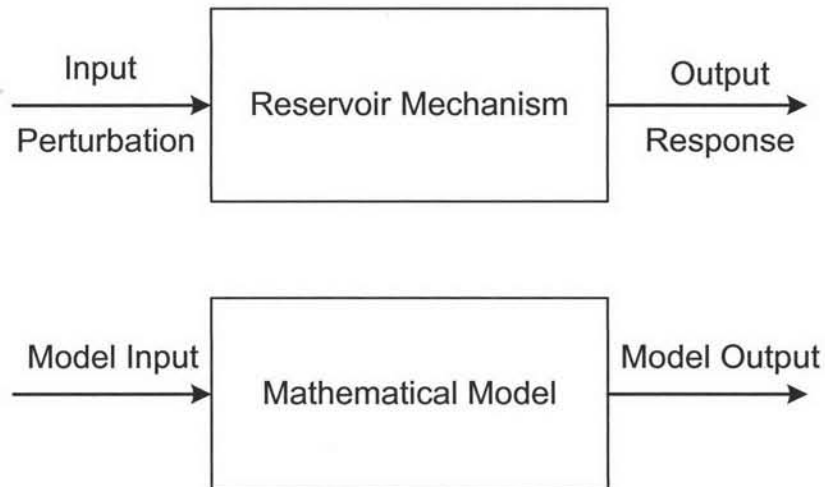 Input
Perturbation
Reservoir Mechanism
Output
Response
Model Input
Mathematical Model
Model Output